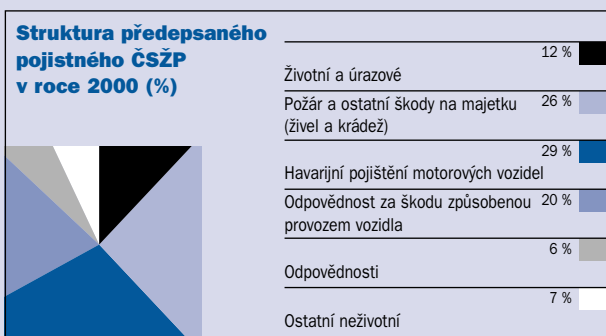 Struktura předepsaného
pojistného ČSŽP
v roce 2000 (%)
12 %
Životní a úrazové
Požár a ostatní škody na majetku 26 %
(živel a krádež)
29 %
Havarijní pojištění motorových vozidel
Odpovědnost za škodu způsobenou 20 %
provozem vozidla
6 %
Odpovědnosti
7 %
Ostatní neživotní